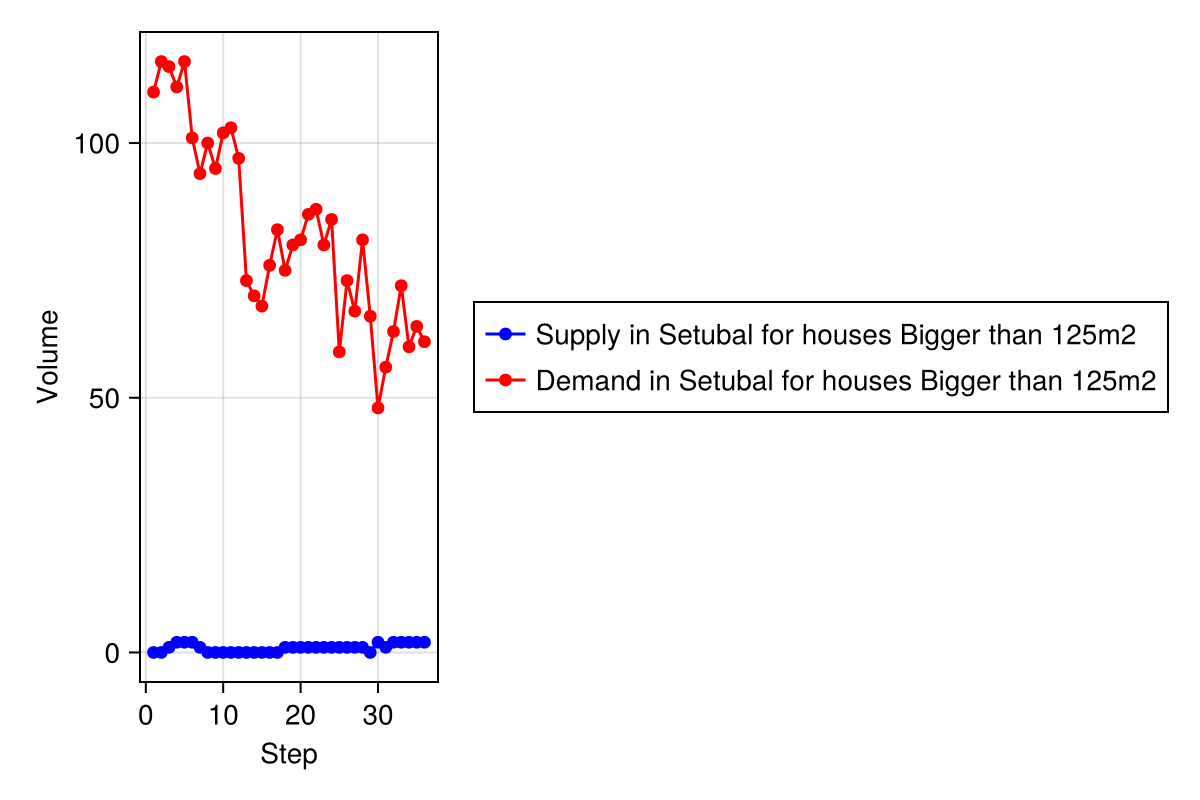 Volume
100
50
0
0 10 20 30
Step
Supply in Setubal for houses Bigger than 125m2
Demand in Setubal for houses Bigger than 125m2